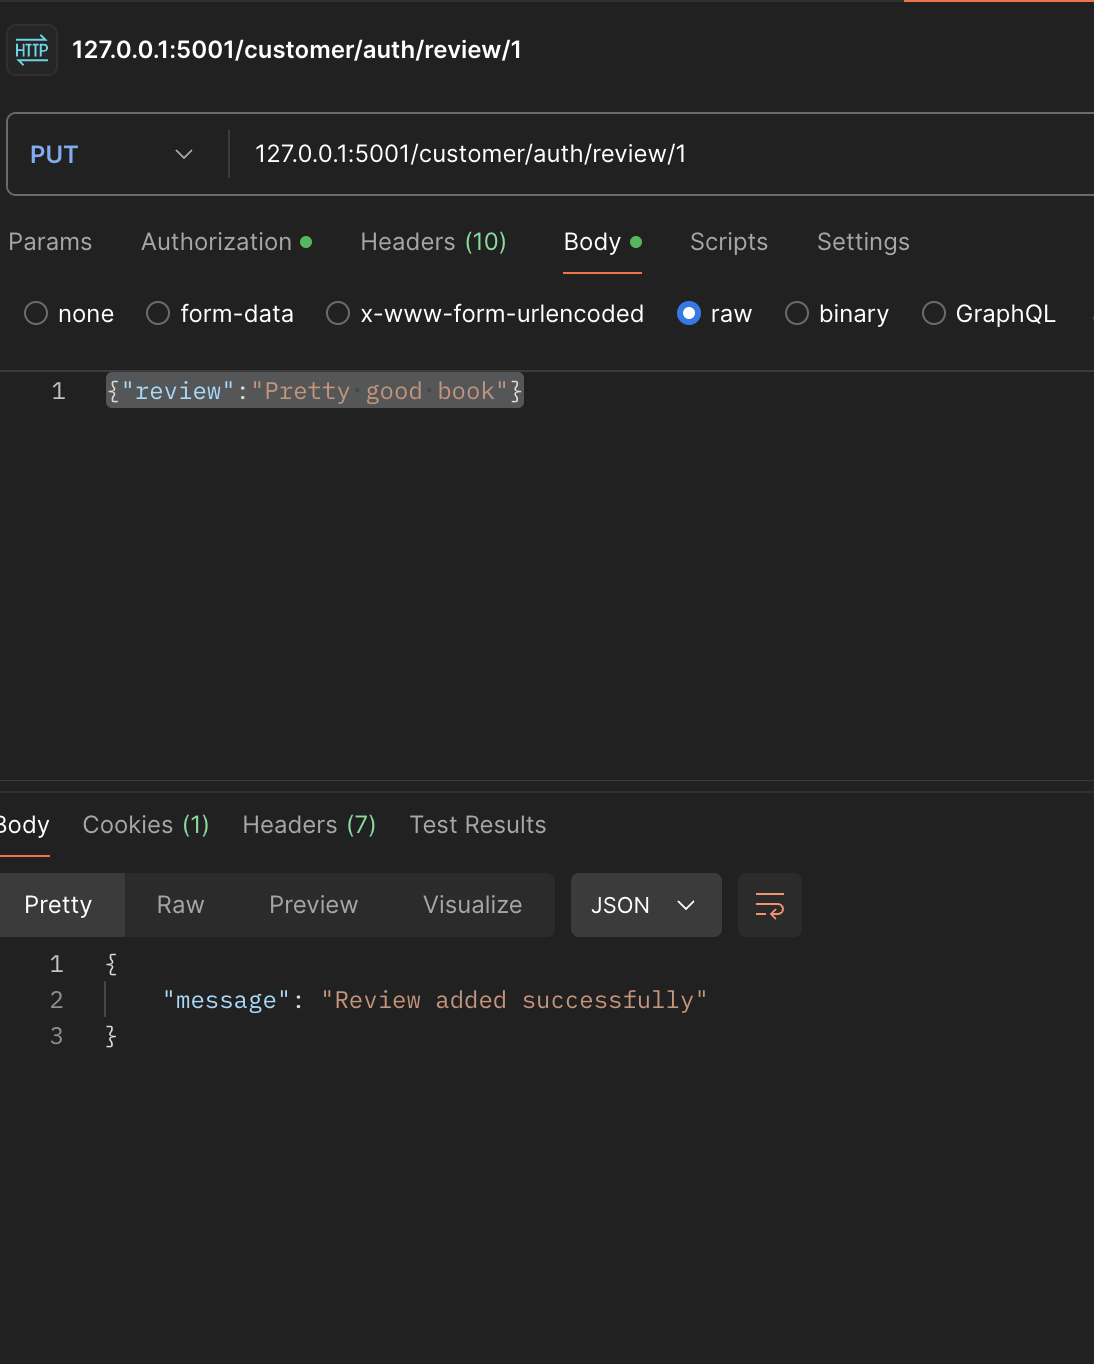 HTTP 127.0.0.1:5001/customer/auth/review/1
PUT 127.0.0.1:5001/customer/auth/review/1
Params Authorization Headers (10) Body Scripts Settings
none form-data x-www-form-urlencoded raw binary GraphQL
1 {"review":"Pretty good book"}
Body Cookies (1) Headers (7) Test Results
Pretty Raw Preview Visualize JSON
1 {
2 "message": "Review added successfully"
3 }